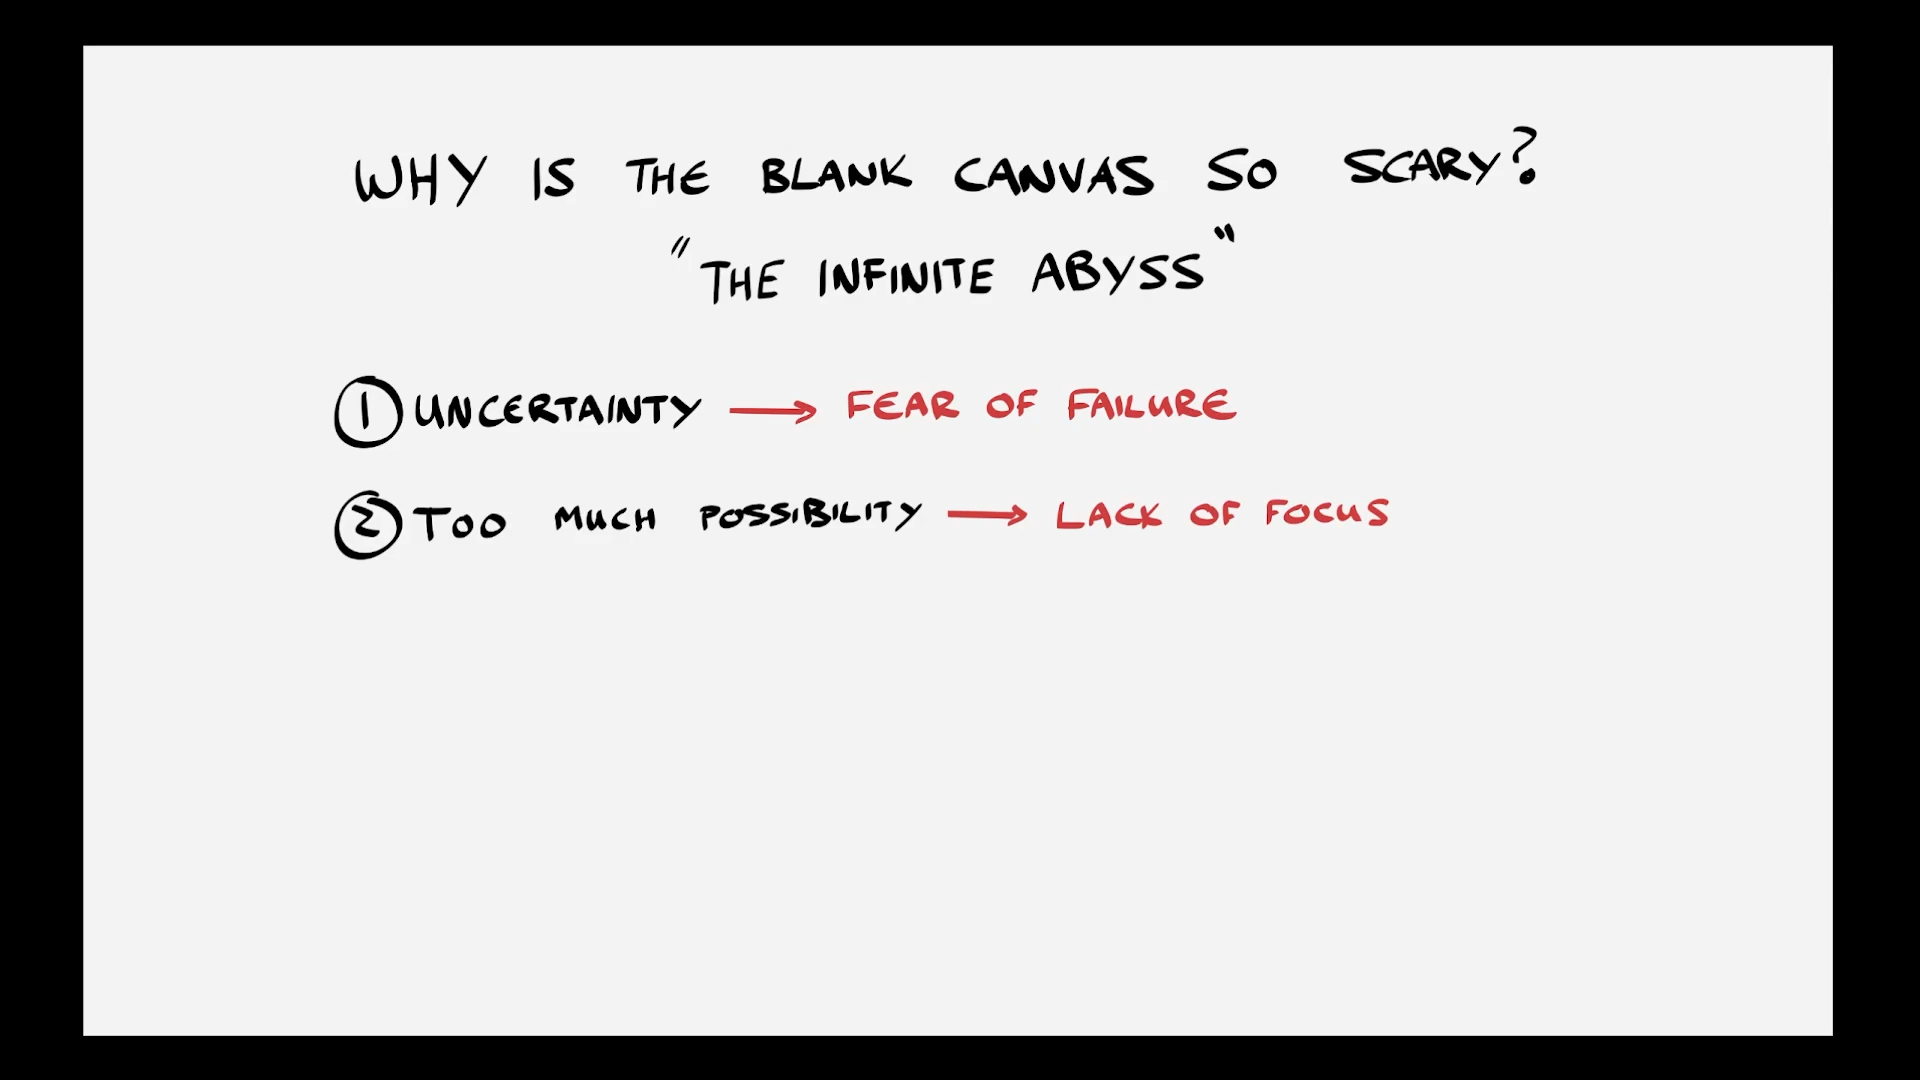 WHY IS THE BLANK CANVAS SO SCARY?
"THE INFINITE ABYSS"
1 UNCERTAINTY → FEAR OF FAILURE
2 TOO MUCH POSSIBILITY → LACK OF FOCUS